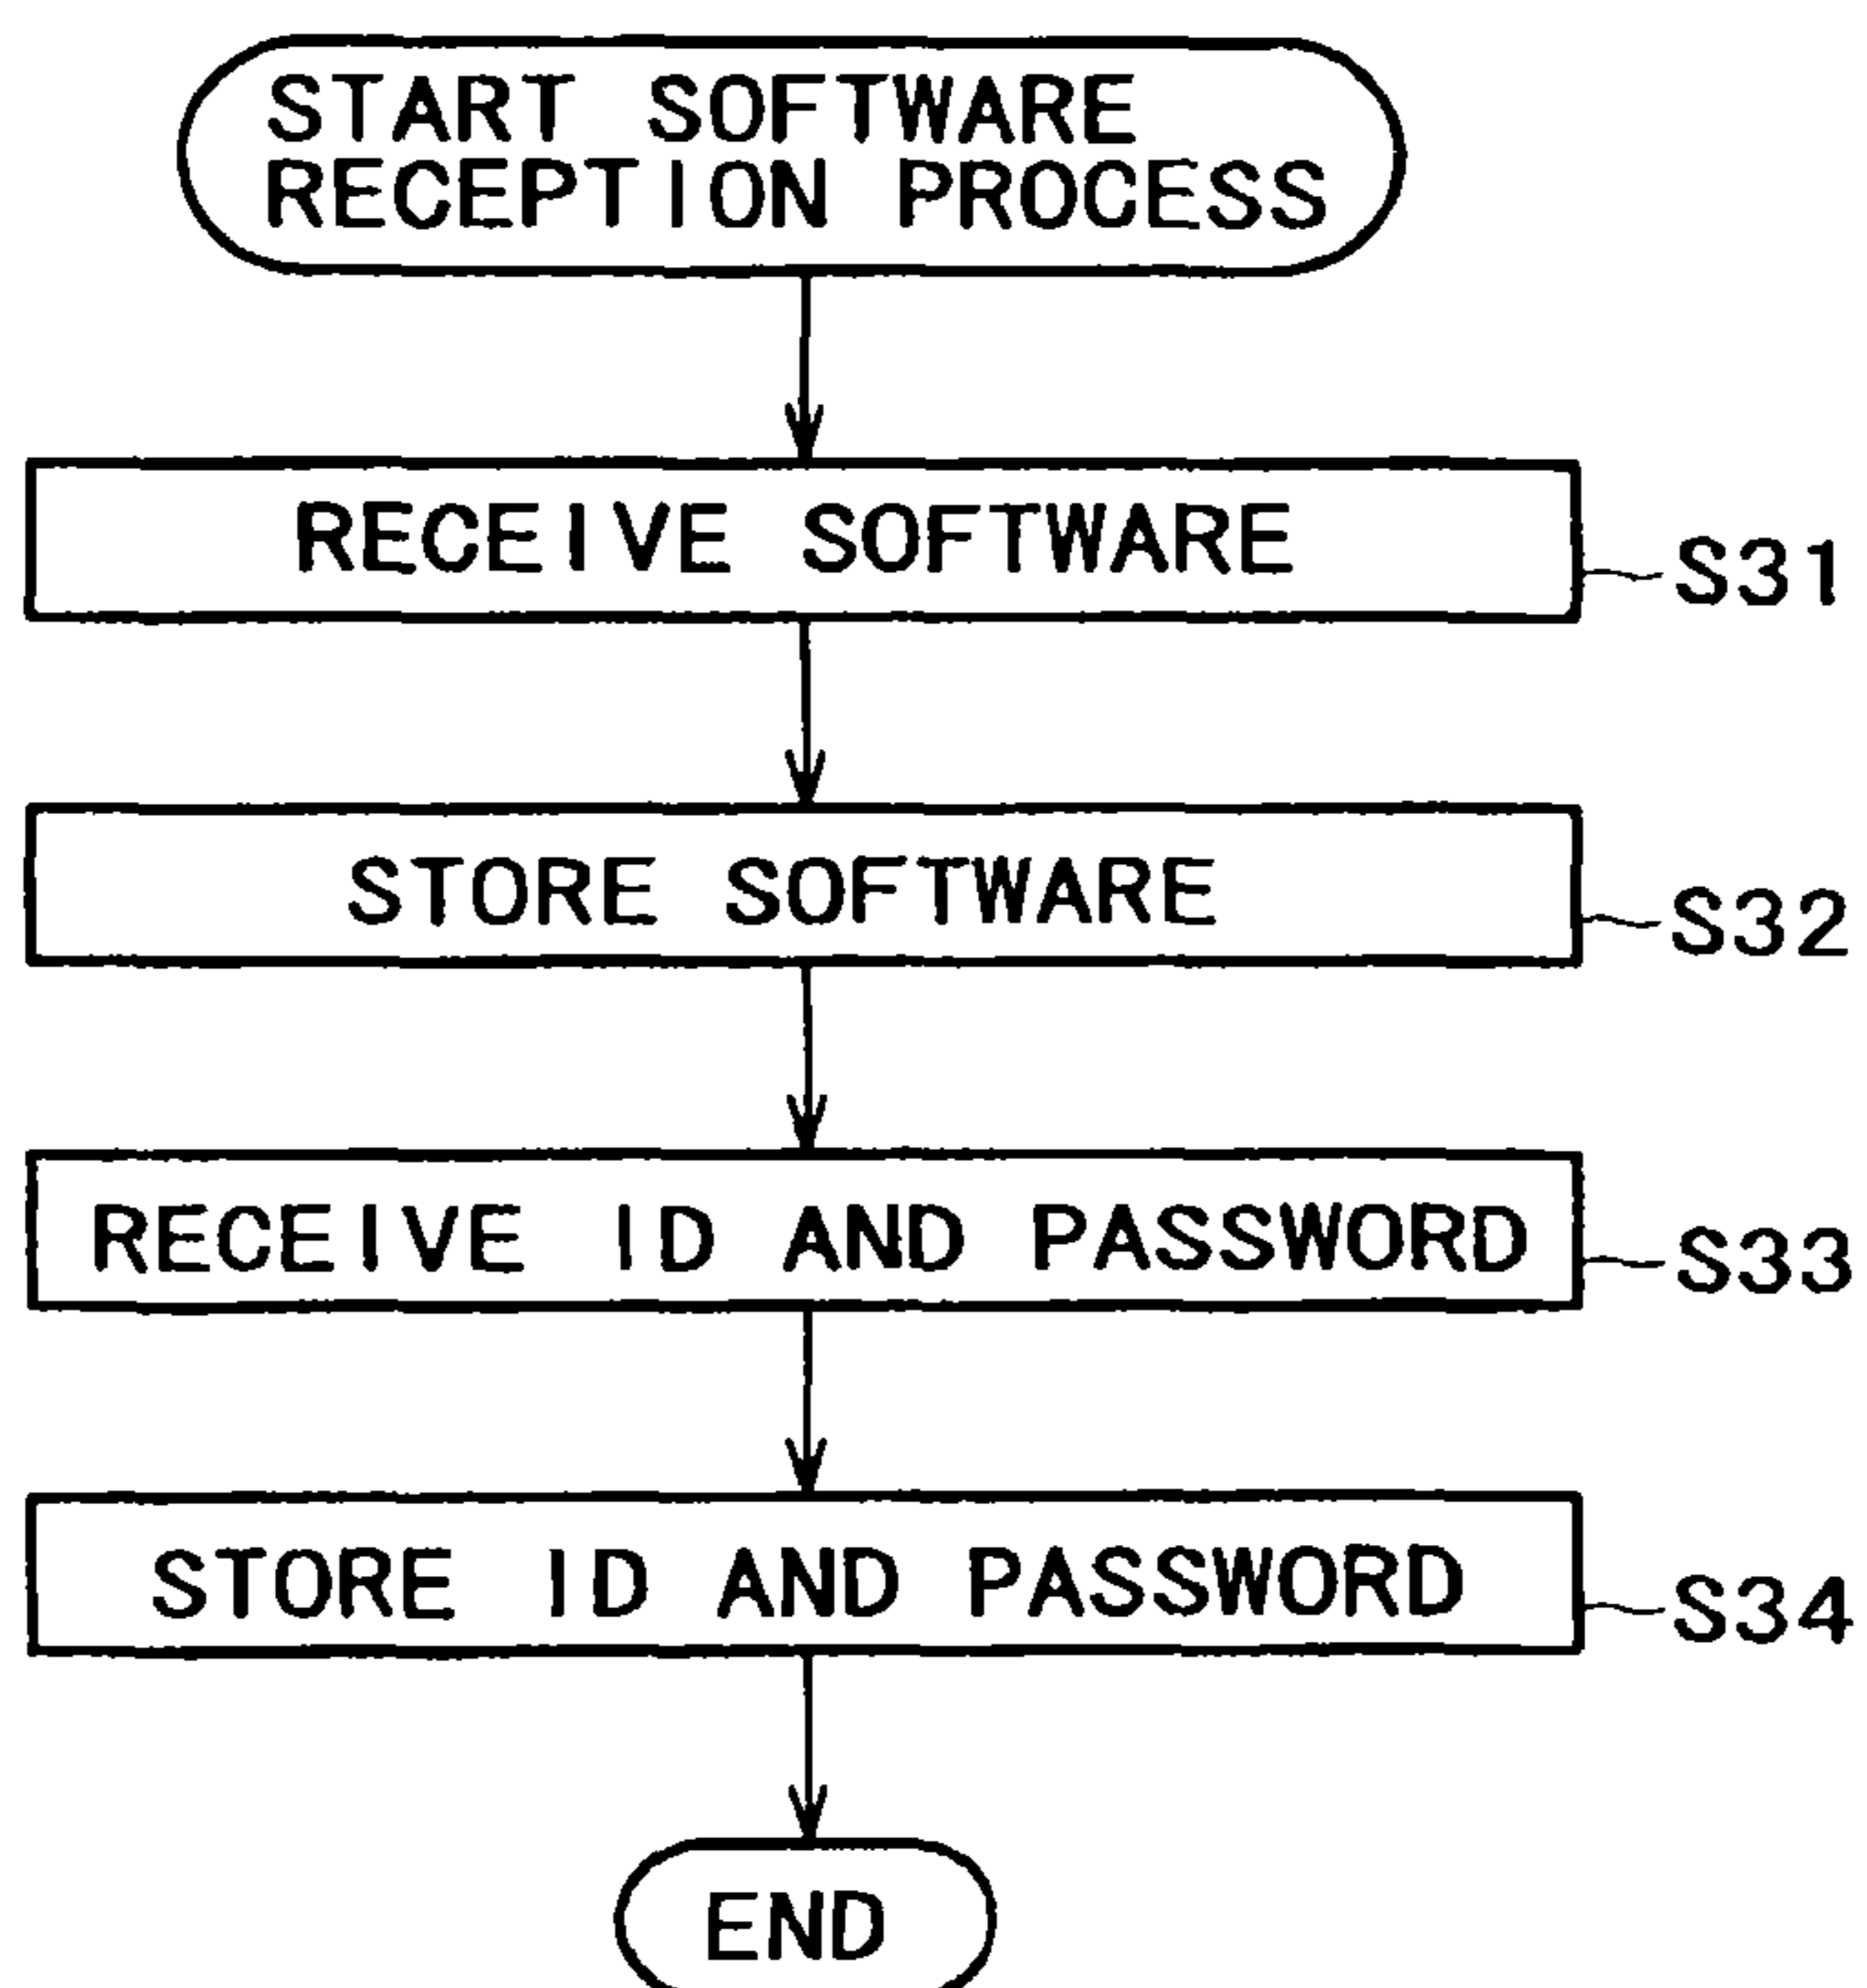 START SOFTWARE
RECEPTION PROCESS
RECEIVE SOFTWARE
S31
STORE SOFTWARE
S32
RECEIVE ID AND PASSWORD
S33
STORE ID AND PASSWORD
S34
END